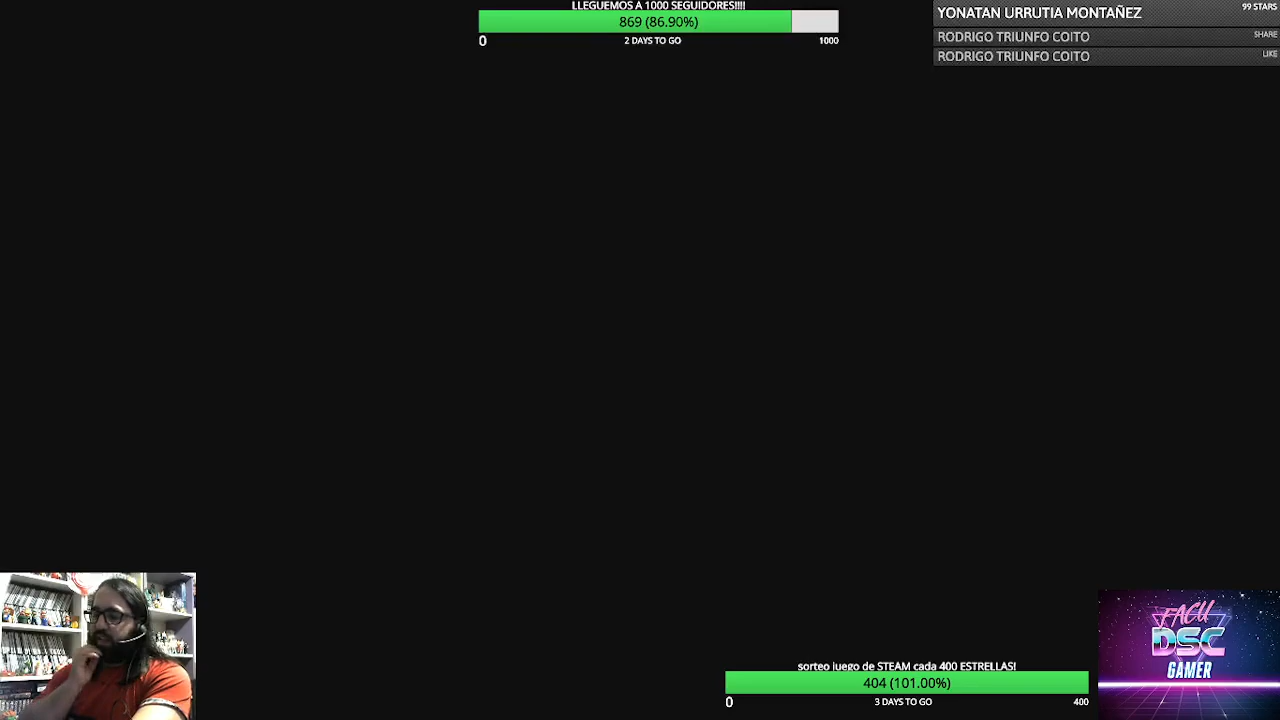 LLEGUEMOS A 1000 SEGUIDORES!!!!
869 (86.90%)
0
2 DAYS TO GO
1000
YONATAN URRUTIA MONTAÑEZ
99 STARS
RODRIGO TRIUNFO COITO
SHARE
RODRIGO TRIUNFO COITO
LIKE
sorteo juego de STEAM cada 400 ESTRELLAS!
404 (101.00%)
0
3 DAYS TO GO
400
FACU
DSC
GAMER